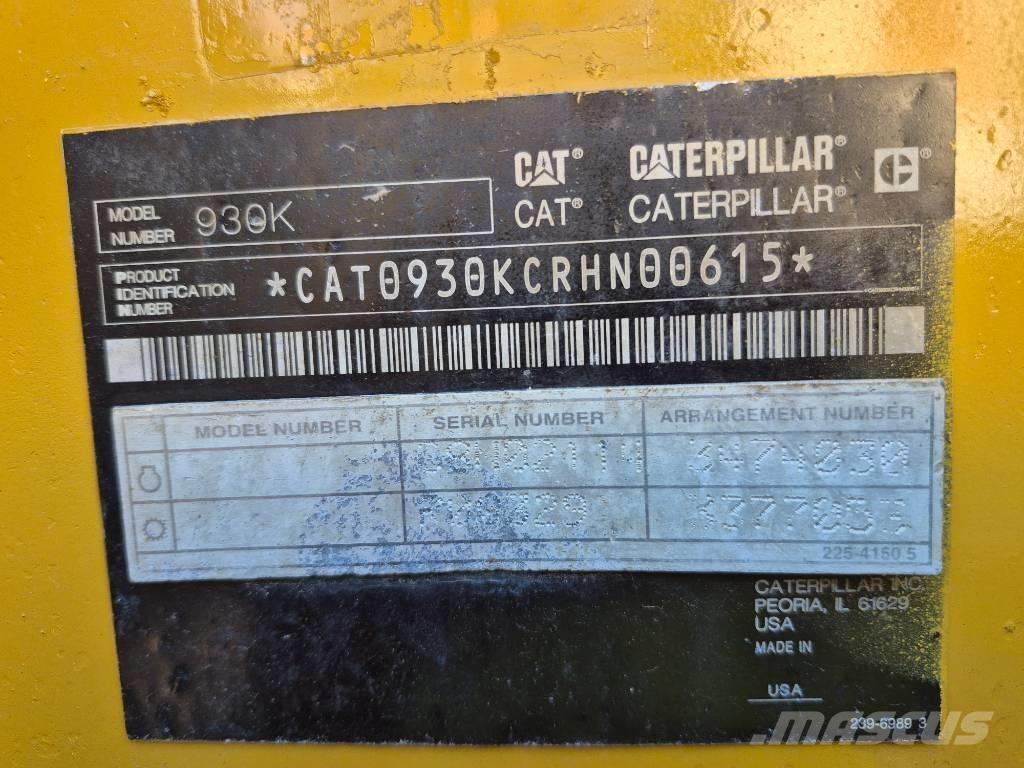 CAT® CATERPILLAR®
CAT® CATERPILLAR®
MODEL NUMBER 930K
PRODUCT IDENTIFICATION NUMBER *CAT0930KCRHN00615*
MODEL NUMBER SERIAL NUMBER ARRANGEMENT NUMBER
3474030
225-4150 5
CATERPILLAR INC.
PEORIA, IL 61629
USA
MADE IN
USA
239-6989 3
MASCUS